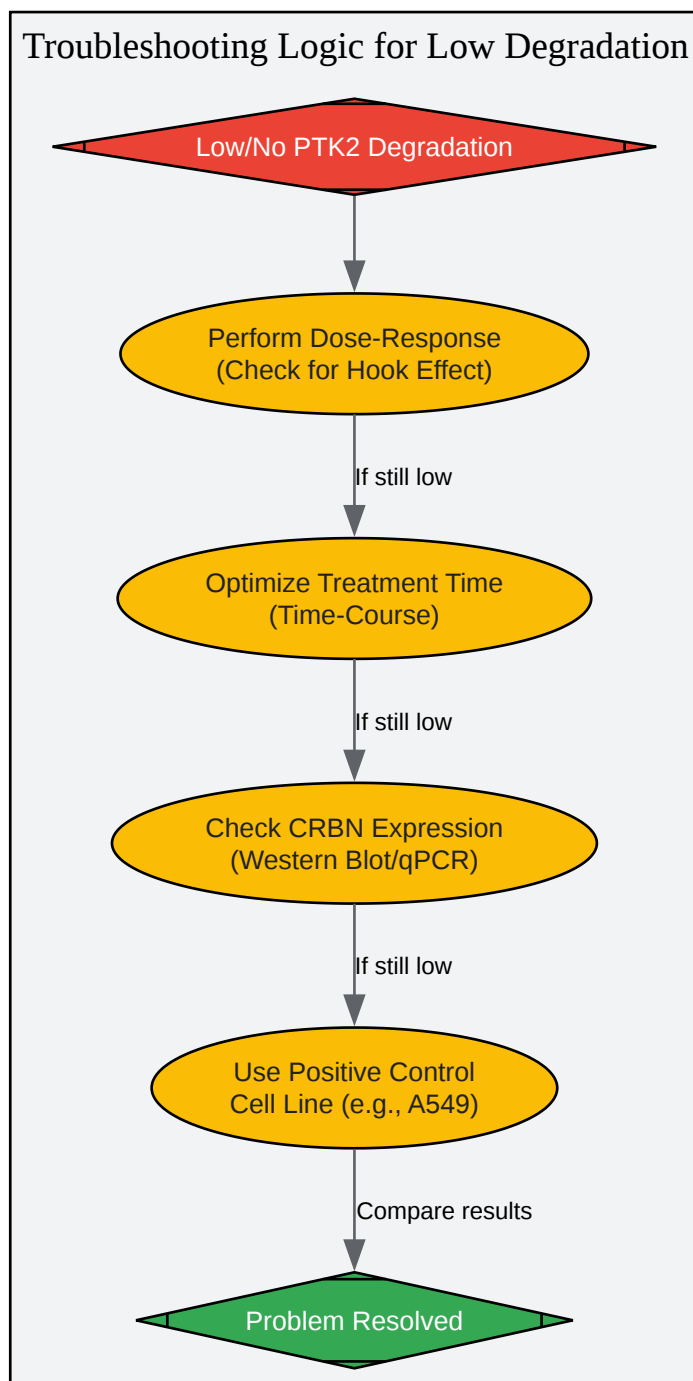 Troubleshooting Logic for Low Degradation
Low/No PTK2 Degradation
Perform Dose-Response
(Check for Hook Effect)
If still low
Optimize Treatment Time
(Time-Course)
If still low
Check CRBN Expression
(Western Blot/qPCR)
If still low
Use Positive Control
Cell Line (e.g., A549)
Compare results
Problem Resolved